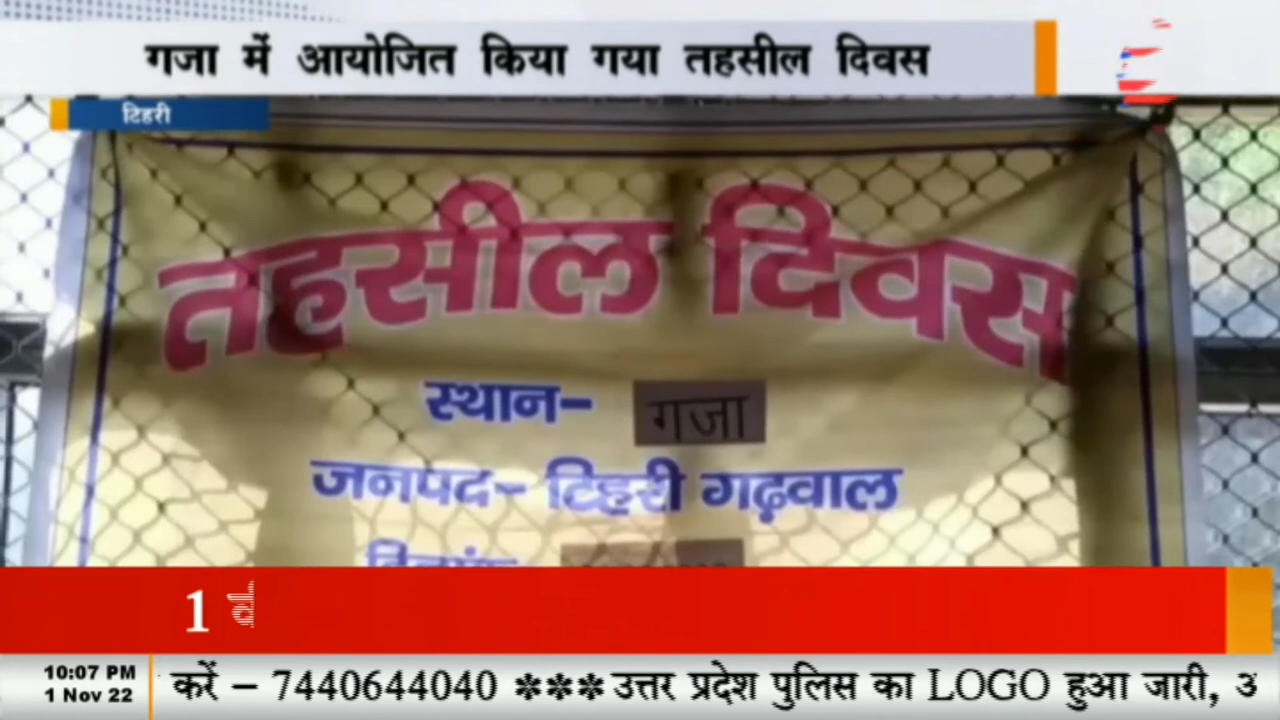 गजा में आयोजित किया गया तहसील दिवस
टिहरी
तहसील दिवस
स्थान- गजा
जनपद- टिहरी गढ़वाल
1
10:07 PM
1 Nov 22
करें – 7440644040 *** उत्तर प्रदेश पुलिस का LOGO हुआ जारी,